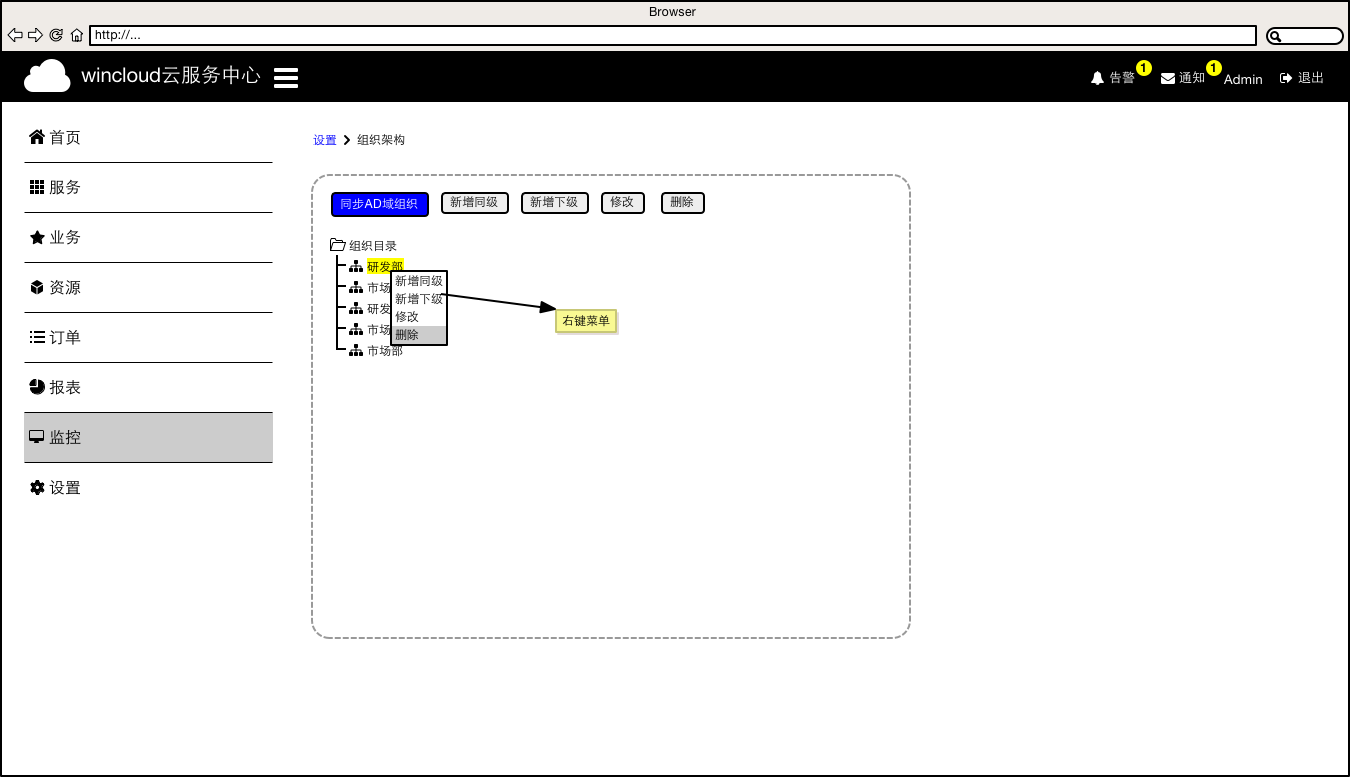 Browser
http://...
wincloud云服务中心
告警 1
通知 1
Admin
退出
首页
服务
业务
资源
订单
报表
监控
设置
设置 组织架构
同步AD域组织 新增同级 新增下级 修改 删除
组织目录
研发部
市场
研发
市场
市场部
新增同级
新增下级
修改
删除
右键菜单